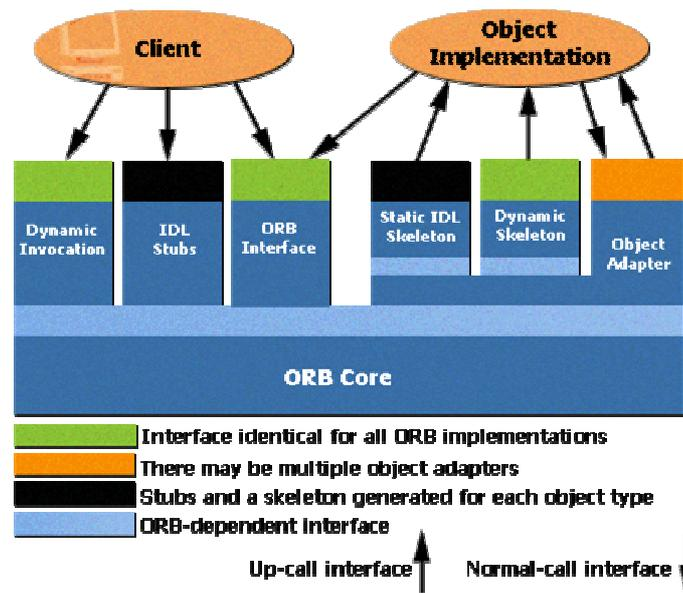 Client
Object
Implementation
Dynamic
Invocation
IDL
Stubs
ORB
Interface
Static IDL
Skeleton
Dynamic
Skeleton
Object
Adapter
ORB Core
Interface identical for all ORB implementations
There may be multiple object adapters
Stubs and a skeleton generated for each object type
ORB-dependent interface
Up-call interface
Normal-call interface